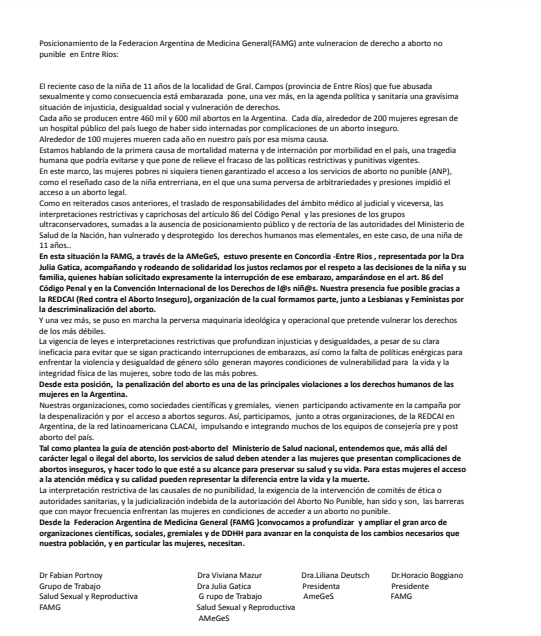 Posicionamiento de la Federacion Argentina de Medicina General(FAMG) ante vulneracion de derecho a aborto no
punible en Entre Rios:
El reciente caso de la niña de 11 años de la localidad de Gral. Campos (provincia de Entre Ríos) que fue abusada
sexualmente y como consecuencia está embarazada pone, una vez más, en la agenda política y sanitaria una gravísima
situación de injusticia, desigualdad social y vulneración de derechos.
Cada año se producen entre 460 mil y 600 mil abortos en la Argentina. Cada día, alrededor de 200 mujeres egresan de
un hospital público del país luego de haber sido internadas por complicaciones de un aborto inseguro.
Alrededor de 100 mujeres mueren cada año en nuestro país por esa misma causa.
Estamos hablando de la primera causa de mortalidad materna y de internación por morbilidad en el país, una tragedia
humana que podría evitarse y que pone de relieve el fracaso de las políticas restrictivas y punitivas vigentes.
En este marco, las mujeres pobres ni siquiera tienen garantizado el acceso a los servicios de aborto no punible (ANP),
como el reseñado caso de la niña entrerriana, en el que una suma perversa de arbitrariedades y presiones impidió el
acceso a un aborto legal.
Como en reiterados casos anteriores, el traslado de responsabilidades del ámbito médico al judicial y viceversa, las
interpretaciones restrictivas y caprichosas del artículo 86 del Código Penal y las presiones de los grupos
ultraconservadores, sumadas a la ausencia de posicionamiento público y de rectoría de las autoridades del Ministerio de
Salud de la Nación, han vulnerado y desprotegido los derechos humanos mas elementales, en este caso, de una niña de
11 años..
En esta situación la FAMG, a través de la AMeGeS, estuvo presente en Concordia -Entre Rios , representada por la Dra
Julia Gatica, acompañando y rodeando de solidaridad los justos reclamos por el respeto a las decisiones de la niña y su
familia, quienes habían solicitado expresamente la interrupción de ese embarazo, amparándose en el art. 86 del
Código Penal y en la Convención Internacional de los Derechos de l@s niñ@s. Nuestra presencia fue posible gracias a
la REDCAI (Red contra el Aborto Inseguro), organización de la cual formamos parte, junto a Lesbianas y Feministas por
la descriminalización del aborto.
Y una vez más, se puso en marcha la perversa maquinaria ideológica y operacional que pretende vulnerar los derechos
de los más débiles.
La vigencia de leyes e interpretaciones restrictivas que profundizan injusticias y desigualdades, a pesar de su clara
ineficacia para evitar que se sigan practicando interrupciones de embarazos, así como la falta de políticas enérgicas para
enfrentar la violencia y desigualdad de género sólo generan mayores condiciones de vulnerabilidad para la vida y la
integridad física de las mujeres, sobre todo de las más pobres.
Desde esta posición, la penalización del aborto es una de las principales violaciones a los derechos humanos de las
mujeres en la Argentina.
Nuestras organizaciones, como sociedades científicas y gremiales, vienen participando activamente en la campaña por
la despenalización y por el acceso a abortos seguros. Así, participamos, junto a otras organizaciones, de la REDCAI en
Argentina, de la red latinoamericana CLACAI, impulsando e integrando muchos de los equipos de consejería pre y post
aborto del país.
Tal como plantea la guía de atención post-aborto del Ministerio de Salud nacional, entendemos que, más allá del
carácter legal o ilegal del aborto, los servicios de salud deben atender a las mujeres que presentan complicaciones de
abortos inseguros, y hacer todo lo que esté a su alcance para preservar su salud y su vida. Para estas mujeres el acceso
a la atención médica y su calidad pueden representar la diferencia entre la vida y la muerte.
La interpretación restrictiva de las causales de no punibilidad, la exigencia de la intervención de comités de ética o
autoridades sanitarias, y la judicialización indebida de la autorización del Aborto No Punible, han sido y son, las barreras
que con mayor frecuencia enfrentan las mujeres en condiciones de acceder a un aborto no punible.
Desde la Federacion Argentina de Medicina General (FAMG )convocamos a profundizar y ampliar el gran arco de
organizaciones científicas, sociales, gremiales y de DDHH para avanzar en la conquista de los cambios necesarios que
nuestra población, y en particular las mujeres, necesitan.
Dr Fabian Portnoy Dra Viviana Mazur Dra.Liliana Deutsch Dr.Horacio Boggiano
Grupo de Trabajo Dra Julia Gatica Presidenta Presidente
Salud Sexual y Reproductiva G rupo de Trabajo AmeGeS FAMG
FAMG Salud Sexual y Reproductiva
AMeGeS